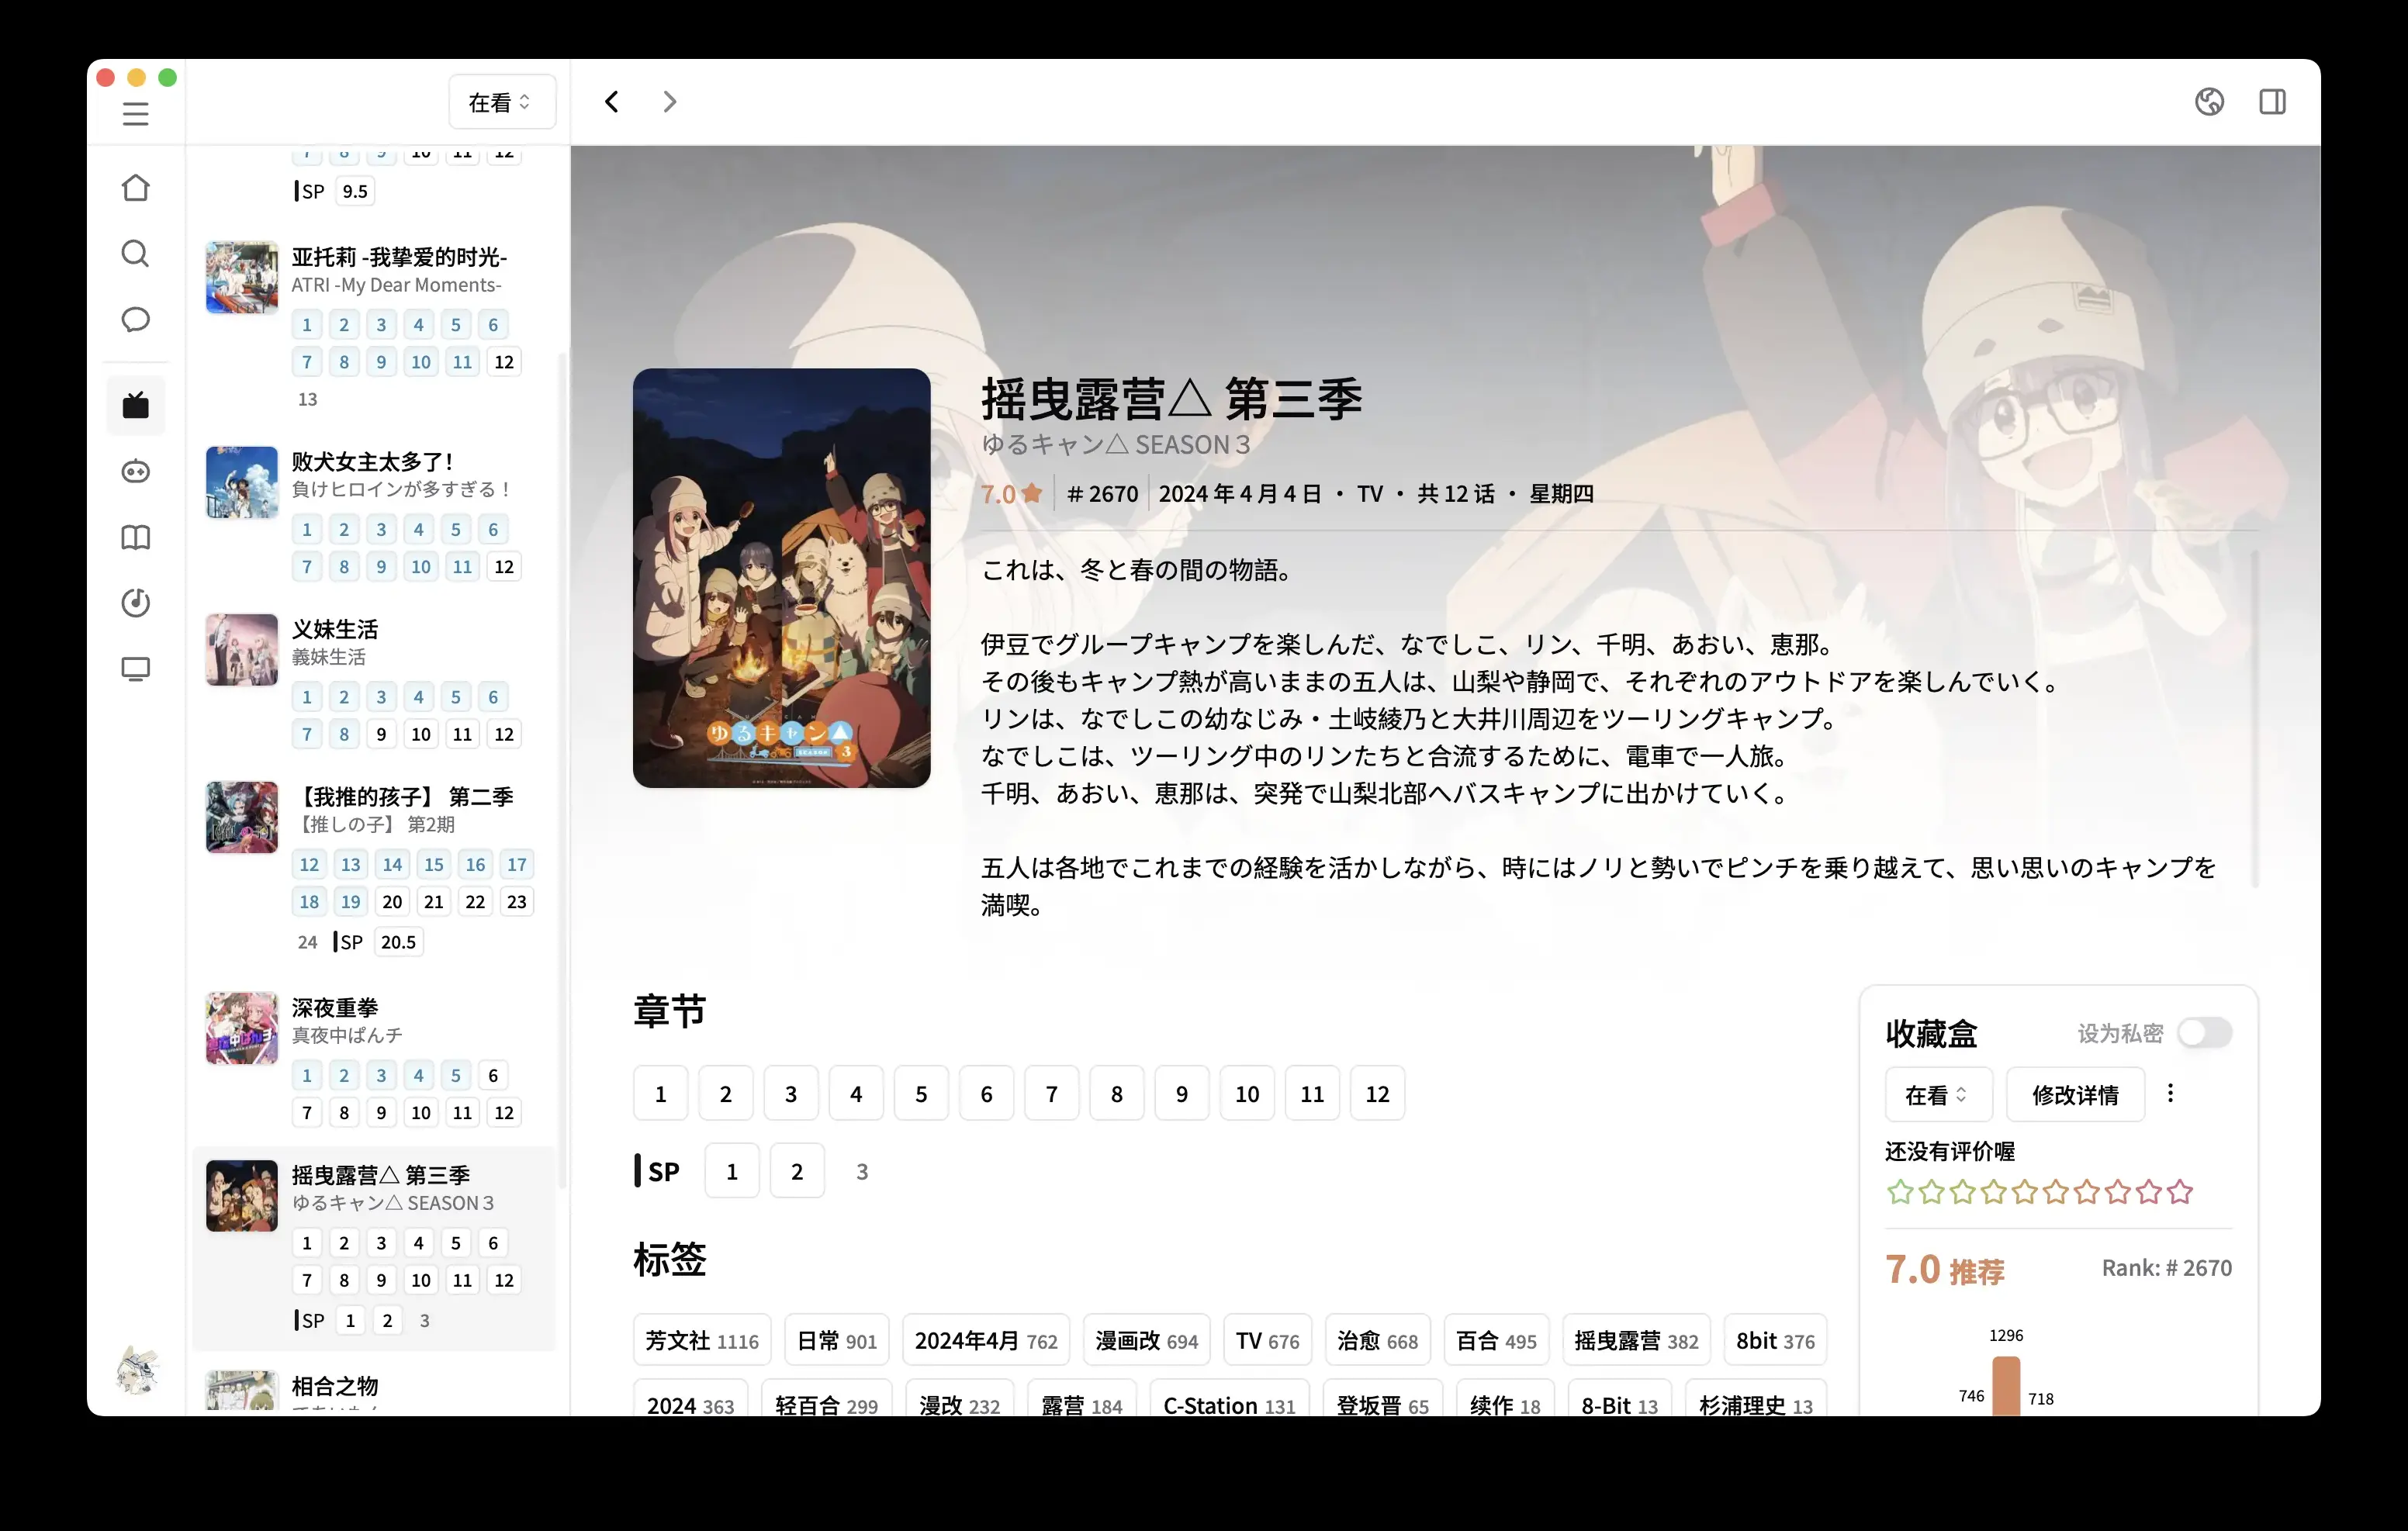 在看
7 8 9 10 11 12
SP 9.5
亚托莉 -我挚爱的时光-
ATRI -My Dear Moments-
1 2 3 4 5 6
7 8 9 10 11 12
13
败犬女主太多了！
負けヒロインが多すぎる！
1 2 3 4 5 6
7 8 9 10 11 12
义妹生活
義妹生活
1 2 3 4 5 6
7 8 9 10 11 12
【我推的孩子】 第二季
【推しの子】 第2期
12 13 14 15 16 17
18 19 20 21 22 23
24 SP 20.5
深夜重拳
真夜中ぱんチ
1 2 3 4 5 6
7 8 9 10 11 12
摇曳露营△ 第三季
ゆるキャン△ SEASON３
1 2 3 4 5 6
7 8 9 10 11 12
SP 1 2 3
相合之物
ゆるキャン△
SEASON 3
摇曳露营△ 第三季
ゆるキャン△ SEASON３
7.0 # 2670 2024 年 4 月 4 日 · TV · 共 12 话 · 星期四
これは、冬と春の間の物語。
伊豆でグループキャンプを楽しんだ、なでしこ、リン、千明、あおい、恵那。
その後もキャンプ熱が高いままの五人は、山梨や静岡で、それぞれのアウトドアを楽しんでいく。
リンは、なでしこの幼なじみ・土岐綾乃と大井川周辺をツーリングキャンプ。
なでしこは、ツーリング中のリンたちと合流するために、電車で一人旅。
千明、あおい、恵那は、突発で山梨北部へバスキャンプに出かけていく。
五人は各地でこれまでの経験を活かしながら、時にはノリと勢いでピンチを乗り越えて、思い思いのキャンプを
満喫。
章节
1 2 3 4 5 6 7 8 9 10 11 12
SP 1 2 3
标签
芳文社 1116 日常 901 2024年4月 762 漫画改 694 TV 676 治愈 668 百合 495 摇曳露营 382 8bit 376
2024 363 轻百合 299 漫改 232 露营 184 C-Station 131 登坂晋 65 续作 18 8-Bit 13 杉浦理史 13
收藏盒 设为私密
在看 修改详情
还没有评价喔
7.0 推荐 Rank: # 2670
1296
746 718